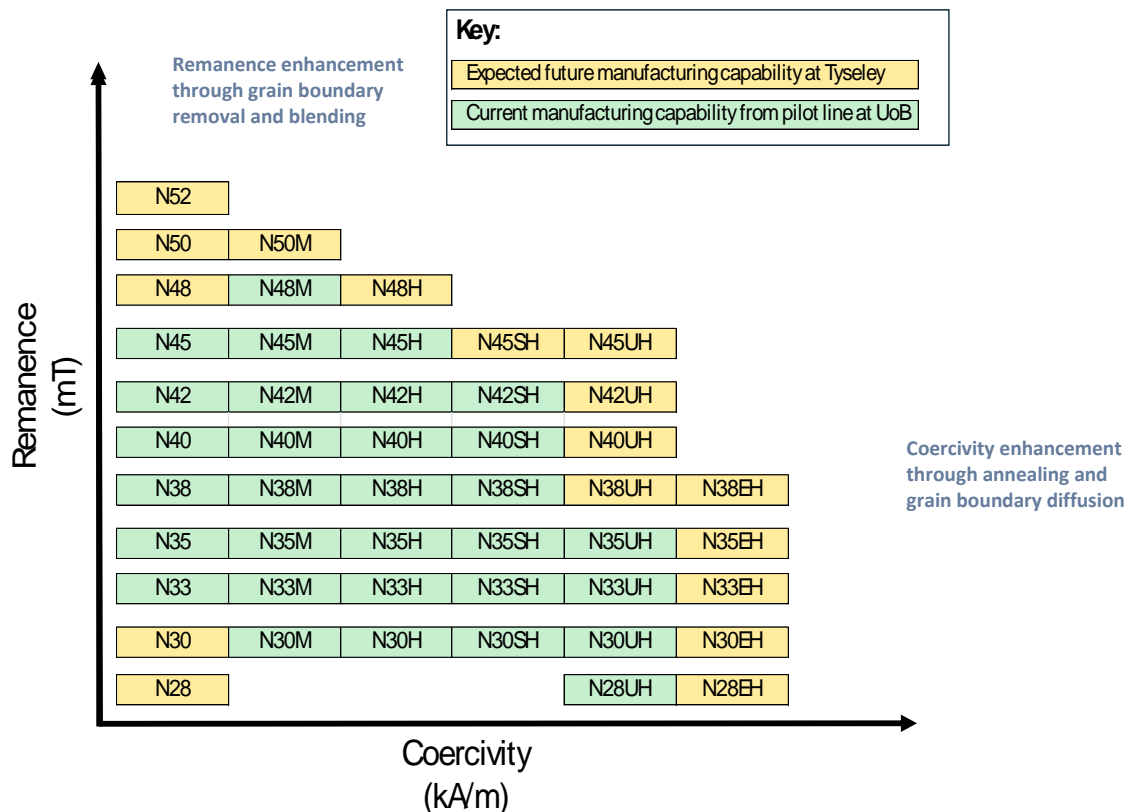 Key:
Expected future manufacturing capability at Tyseley
Current manufacturing capability from pilot line at UoB
Remanence enhancement
through grain boundary
removal and blending
Remanence
(mT)
N52
N50 N50M
N48 N48M N48H
N45 N45M N45H N45SH N45UH
N42 N42M N42H N42SH N42UH
N40 N40M N40H N40SH N40UH
N38 N38M N38H N38SH N38UH N38EH
N35 N35M N35H N35SH N35UH N35EH
N33 N33M N33H N33SH N33UH N33EH
N30 N30M N30H N30SH N30UH N30EH
N28 N28UH N28EH
Coercivity enhancement
through annealing and
grain boundary diffusion
Coercivity
(kA/m)